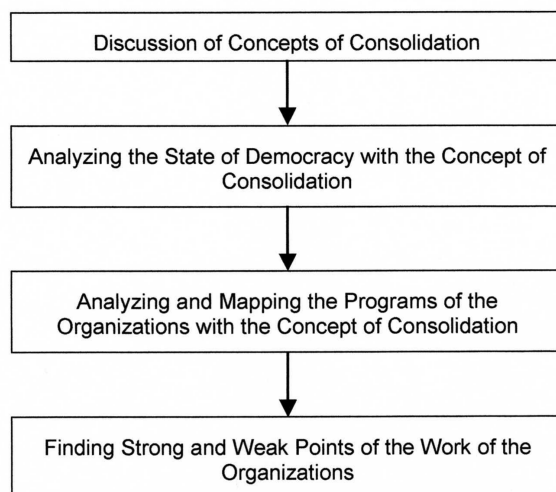 Discussion of Concepts of Consolidation
Analyzing the State of Democracy with the Concept of
Consolidation
Analyzing and Mapping the Programs of the
Organizations with the Concept of Consolidation
Finding Strong and Weak Points of the Work of the
Organizations